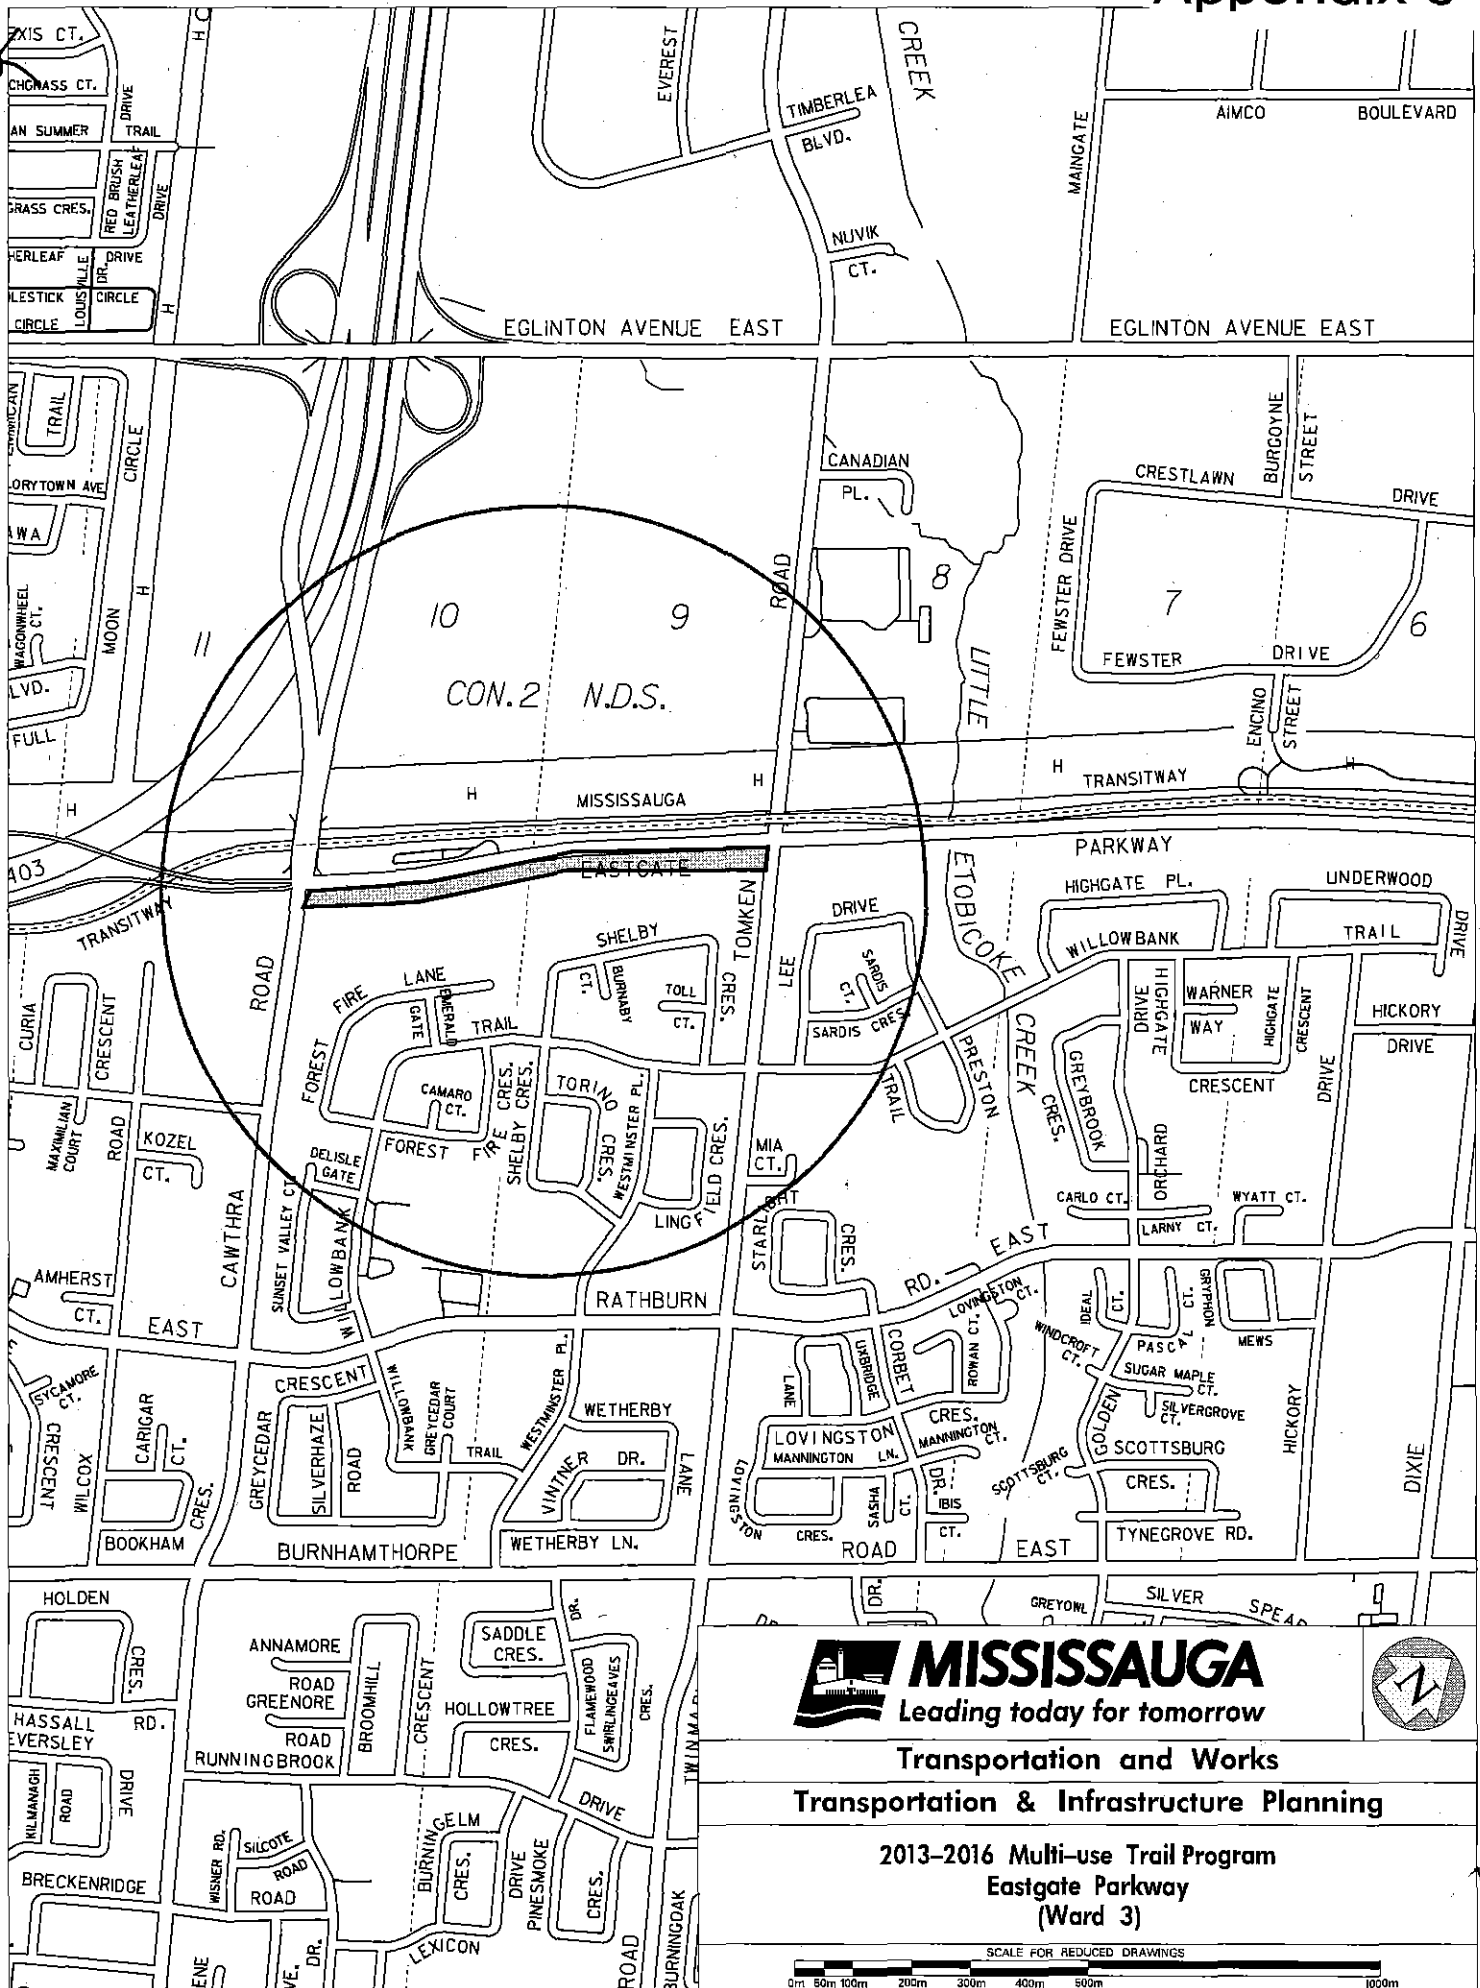 CREEK
EVEREST
TIMBERLEA
BLVD.
MAINGATE
AIMCO BOULEVARD
XIS CT.
CHGRASS CT.
DRIVE
AN SUMMER TRAIL
RED BRUSH
LEATHERLEAF
DRIVE
GRASS CRES.
HERLEAF DRIVE
LOUISVILLE DR.
LESTICK CIRCLE
CIRCLE
H
H
NUVIK
CT.
EGLINTON AVENUE EAST
EGLINTON AVENUE EAST
TRAIL
CIRCLE
ORYTOWN AVE
AWA
WAGONWHEEL
CT.
MOON
H
LVD.
FULL
H
CANADIAN
PL.
BURGOYNE
STREET
CRESTLAWN DRIVE
ROAD
FEWSTER DRIVE
11
10
9
8
7
6
CON.2 N.D.S.
LITTLE
FEWSTER DRIVE
ENCINO
STREET
H
H
H
H
MISSISSAUGA
TRANSITWAY
PARKWAY
403
TRANSITWAY
EASTGATE
ETOBICOKE
CREEK
HIGHGATE PL.
UNDERWOOD
DRIVE
WILLOWBANK
TRAIL
DRIVE
LEE
SARDIS
CT.
SARDIS CRES.
TOMKEN
SHELBY
CRES.
BURNABY
CT.
TOLL
CT.
ROAD
FOREST
FIRE
LANE
EMERALD
GATE
TRAIL
CURIA
CRESCENT
PRESTON
TRAIL
DRIVE
HIGHGATE
WARNER
WAY
HIGHGATE
CRESCENT
HICKORY
DRIVE
CRESCENT
DRIVE
GREYBROOK
CRES.
CAMARO
CT.
FOREST FIRE
CRES.
SHELBY CRES.
TORINO
CRES.
WESTMINSTER PL.
MAXIMILIAN
COURT
ROAD
KOZEL
CT.
DELISLE
GATE
MIA
CT.
LINGFIELD CRES.
STARLIGHT
CRES.
ORCHARD
CARLO CT.
WYATT CT.
LARNY CT.
CAWTHRA
SUNSET VALLEY CT.
WILLOWBANK
EAST
RD.
RATHBURN
AMHERST
CT.
EAST
LOVINGSTON
CT.
IDEAL
CT.
CT.
GRYPHON
MEWS
PASCAL
WINDCROFT
CT.
SUGAR MAPLE
CT.
SILVERGROVE
CT.
ROWAN CT.
UXBRIDGE
CORBET
LANE
SYCAMORE
CT.
CRESCENT
WILCOX
CARIGAR
CT.
CRESCENT
GREYCEDAR
SILVERHAZE
ROAD
WILLOWBANK
GREYCEDAR
COURT
TRAIL
WESTMINSTER PL.
WETHERBY
LANE
VINTNER DR.
WETHERBY LN.
CRES.
BOOKHAM
CRES.
LOVINGSTON
MANNINGTON LN.
MANNINGTON
CT.
LOVINGSTON
CRES.
SASHA
CT.
DR.
IBIS
CT.
GOLDEN
SCOTTSBURG
CT.
SCOTTSBURG
CRES.
TYNEGROVE RD.
HICKORY
DIXIE
BURNHAMTHORPE
ROAD EAST
HOLDEN
CRES.
HASSALL RD.
EVERSLEY
KILMANAGH
ROAD
DRIVE
BRECKENRIDGE
ANNAMORE
ROAD
GREENORE
ROAD
RUNNINGBROOK
BROOMHILL
CRESCENT
SADDLE
CRES.
HOLLOWTREE
CRES.
DR.
FLAMEWOOD
SWIRLINGLEAVES
CRES.
DRIVE
WISNER RD.
SILCOTE
ROAD
ROAD
DR.
LEXICON
BURNINGELM
CRES.
DRIVE
PINESMOKE
CRES.
ROAD
DR.
GREYOWL
SILVER SPEAR
MISSISSAUGA
Leading today for tomorrow
N
Transportation and Works
Transportation & Infrastructure Planning
2013–2016 Multi–use Trail Program
Eastgate Parkway
(Ward 3)
SCALE FOR REDUCED DRAWINGS
0m 50m 100m 200m 300m 400m 500m 1000m